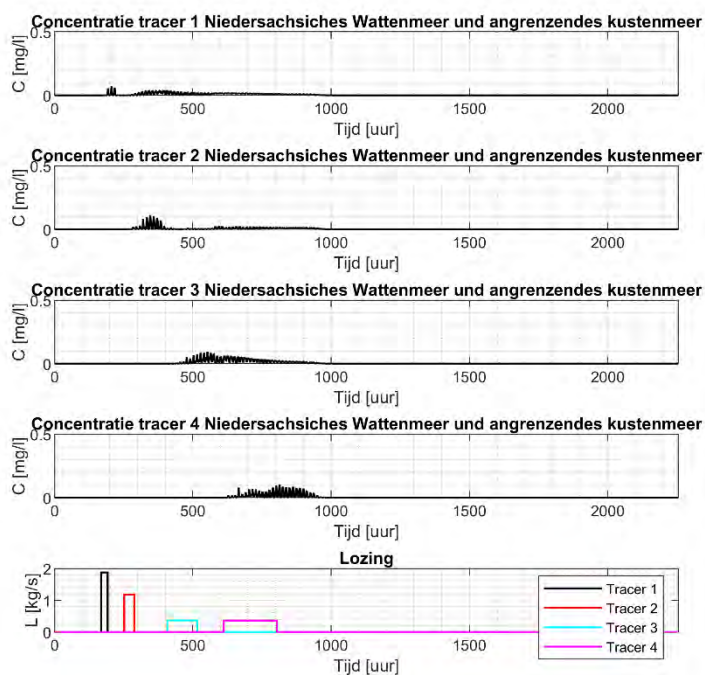 Concentratie tracer 1 Niedersachsiches Wattenmeer und angrenzendes kustenmeer
0.5
C [mg/l]
0
0 500 1000 1500 2000
Tijd [uur]
Concentratie tracer 2 Niedersachsiches Wattenmeer und angrenzendes kustenmeer
0.5
C [mg/l]
0
0 500 1000 1500 2000
Tijd [uur]
Concentratie tracer 3 Niedersachsiches Wattenmeer und angrenzendes kustenmeer
0.5
C [mg/l]
0
0 500 1000 1500 2000
Tijd [uur]
Concentratie tracer 4 Niedersachsiches Wattenmeer und angrenzendes kustenmeer
0.5
C [mg/l]
0
0 500 1000 1500 2000
Tijd [uur]
Lozing
2
L [kg/s]
1
0
Tracer 1
Tracer 2
Tracer 3
Tracer 4
0 500 1000 1500 2000
Tijd [uur]